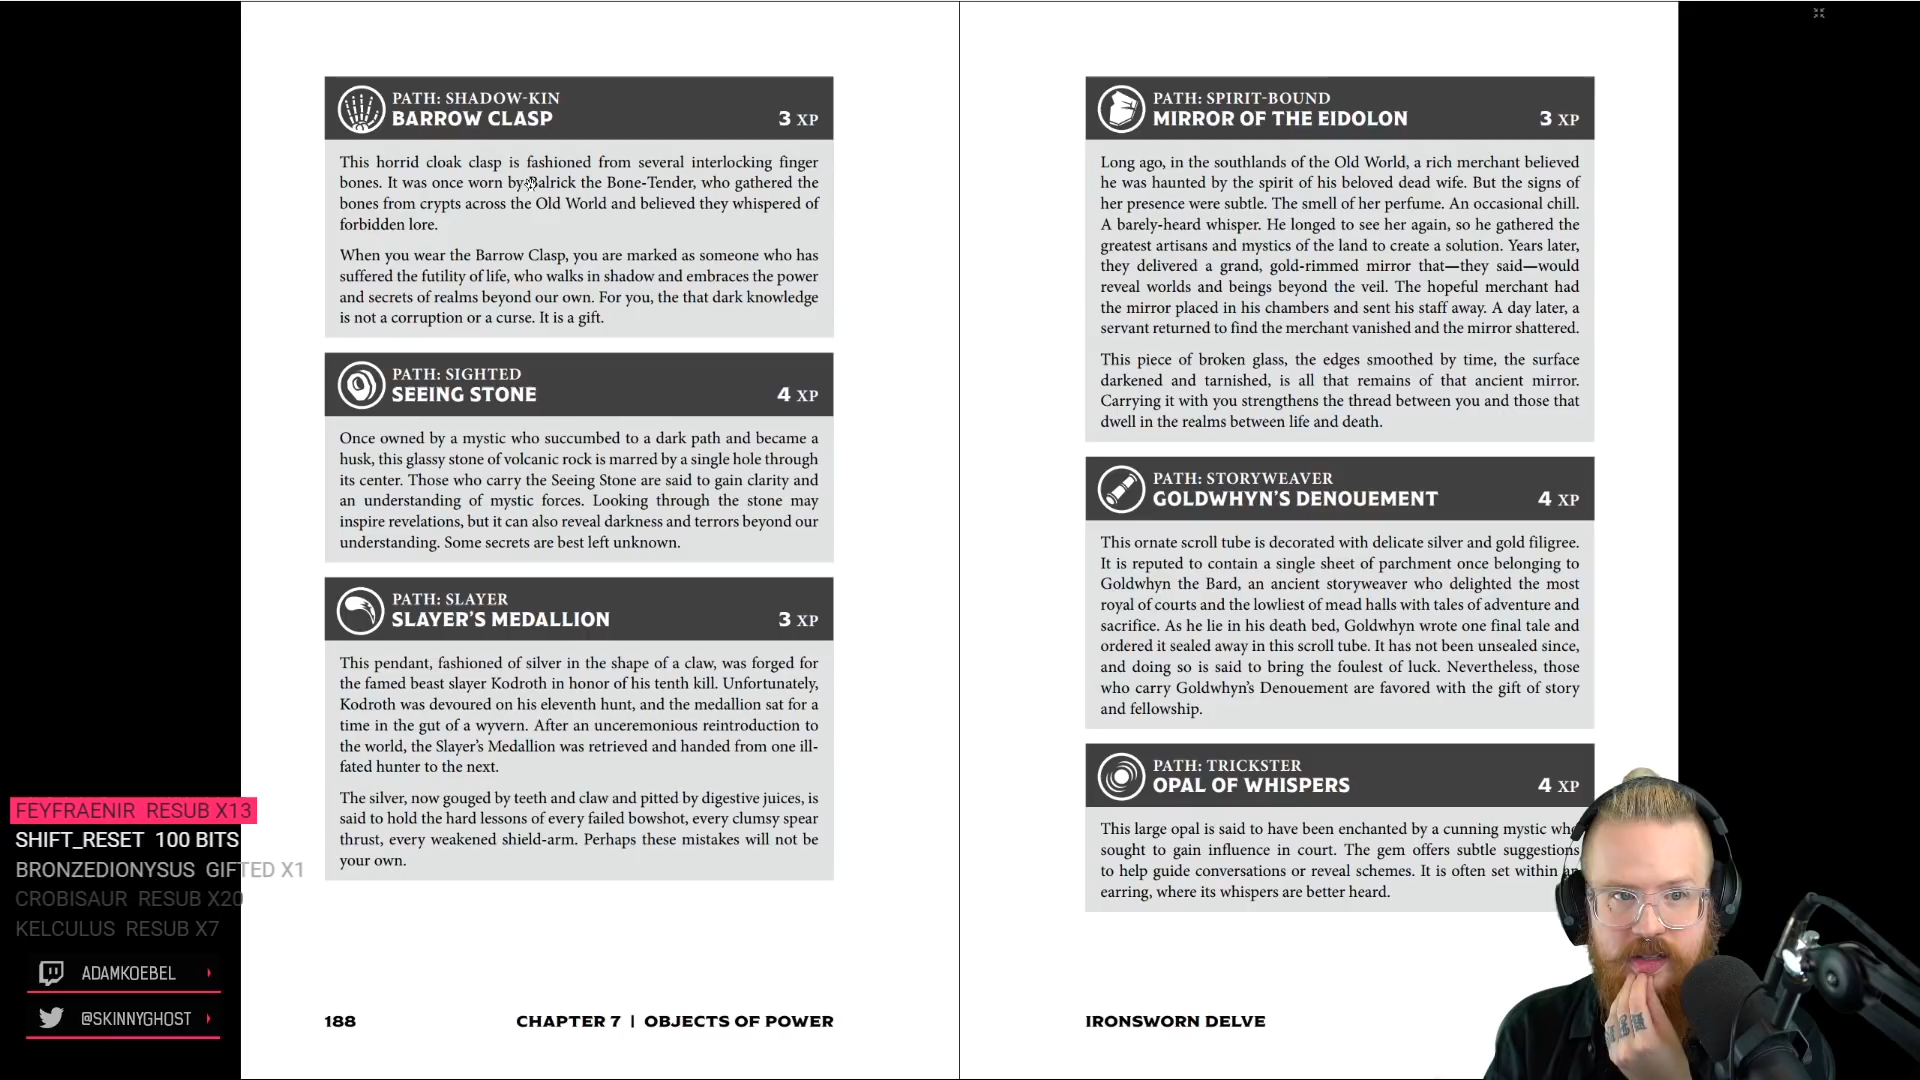 PATH: SHADOW-KIN
BARROW CLASP
3 XP
This horrid cloak clasp is fashioned from several interlocking finger
bones. It was once worn by Balrick the Bone-Tender, who gathered the
bones from crypts across the Old World and believed they whispered of
forbidden lore.
When you wear the Barrow Clasp, you are marked as someone who has
suffered the futility of life, who walks in shadow and embraces the power
and secrets of realms beyond our own. For you, the that dark knowledge
is not a corruption or a curse. It is a gift.
PATH: SIGHTED
SEEING STONE
4 XP
Once owned by a mystic who succumbed to a dark path and became a
husk, this glassy stone of volcanic rock is marred by a single hole through
its center. Those who carry the Seeing Stone are said to gain clarity and
an understanding of mystic forces. Looking through the stone may
inspire revelations, but it can also reveal darkness and terrors beyond our
understanding. Some secrets are best left unknown.
PATH: SLAYER
SLAYER'S MEDALLION
3 XP
This pendant, fashioned of silver in the shape of a claw, was forged for
the famed beast slayer Kodroth in honor of his tenth kill. Unfortunately,
Kodroth was devoured on his eleventh hunt, and the medallion sat for a
time in the gut of a wyvern. After an unceremonious reintroduction to
the world, the Slayer's Medallion was retrieved and handed from one ill-
fated hunter to the next.
The silver, now gouged by teeth and claw and pitted by digestive juices, is
said to hold the hard lessons of every failed bowshot, every clumsy spear
thrust, every weakened shield-arm. Perhaps these mistakes will not be
your own.
188
CHAPTER 7 | OBJECTS OF POWER
PATH: SPIRIT-BOUND
MIRROR OF THE EIDOLON
3 XP
Long ago, in the southlands of the Old World, a rich merchant believed
he was haunted by the spirit of his beloved dead wife. But the signs of
her presence were subtle. The smell of her perfume. An occasional chill.
A barely-heard whisper. He longed to see her again, so he gathered the
greatest artisans and mystics of the land to create a solution. Years later,
they delivered a grand, gold-rimmed mirror that—they said—would
reveal worlds and beings beyond the veil. The hopeful merchant had
the mirror placed in his chambers and sent his staff away. A day later, a
servant returned to find the merchant vanished and the mirror shattered.
This piece of broken glass, the edges smoothed by time, the surface
darkened and tarnished, is all that remains of that ancient mirror.
Carrying it with you strengthens the thread between you and those that
dwell in the realms between life and death.
PATH: STORYWEAVER
GOLDWHYN'S DENOUEMENT
4 XP
This ornate scroll tube is decorated with delicate silver and gold filigree.
It is reputed to contain a single sheet of parchment once belonging to
Goldwhyn the Bard, an ancient storyweaver who delighted the most
royal of courts and the lowliest of mead halls with tales of adventure and
sacrifice. As he lie in his death bed, Goldwhyn wrote one final tale and
ordered it sealed away in this scroll tube. It has not been unsealed since,
and doing so is said to bring the foulest of luck. Nevertheless, those
who carry Goldwhyn's Denouement are favored with the gift of story
and fellowship.
PATH: TRICKSTER
OPAL OF WHISPERS
4 XP
This large opal is said to have been enchanted by a cunning mystic who
sought to gain influence in court. The gem offers subtle suggestions
to help guide conversations or reveal schemes. It is often set within an
earring, where its whispers are better heard.
IRONSWORN DELVE
FEYFRAENIR RESUB X13
SHIFT_RESET 100 BITS
BRONZEDIONYSUS GIFTED X1
CROBISAUR RESUB X20
KELCULUS RESUB X7
ADAMKOEBEL
@SKINNYGHOST